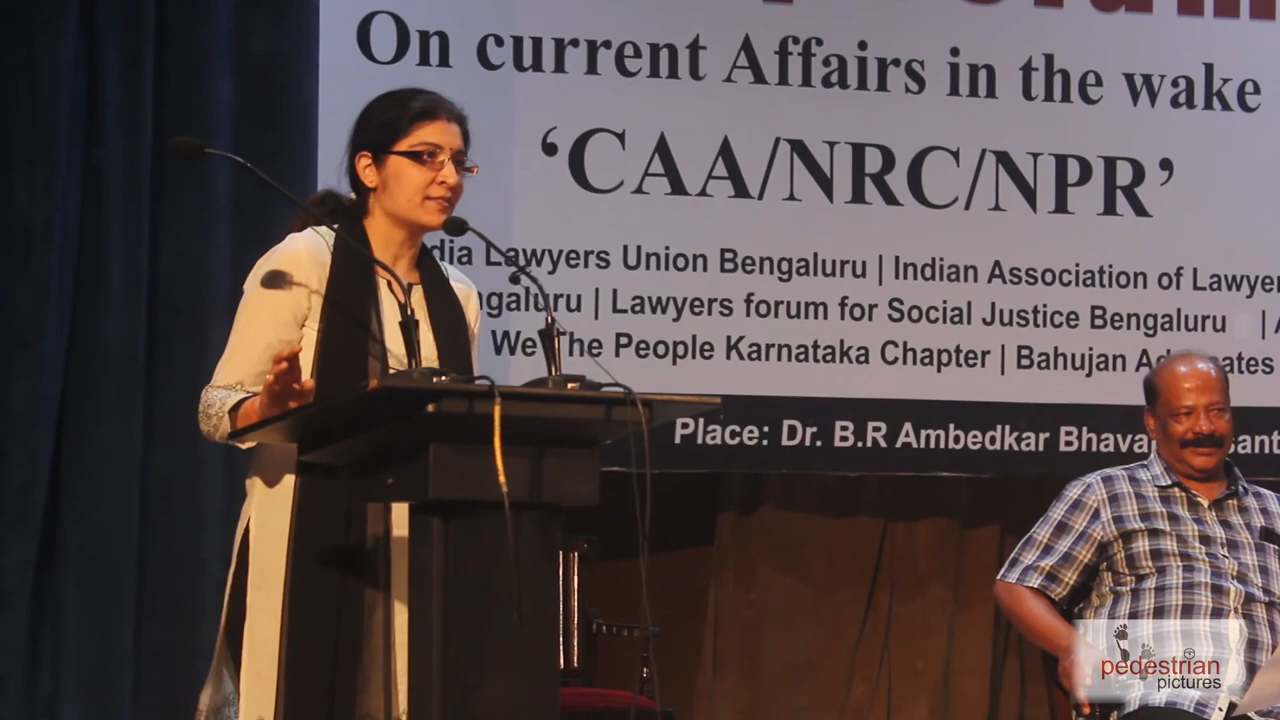 On current Affairs in the wake
‘CAA/NRC/NPR’
Lawyers Union Bengaluru | Indian Association of
| Lawyers forum for Social Justice Bengaluru |
We The People Karnataka Chapter | Bahujan
Place: Dr. B.R Ambedkar
pedestrian
pictures